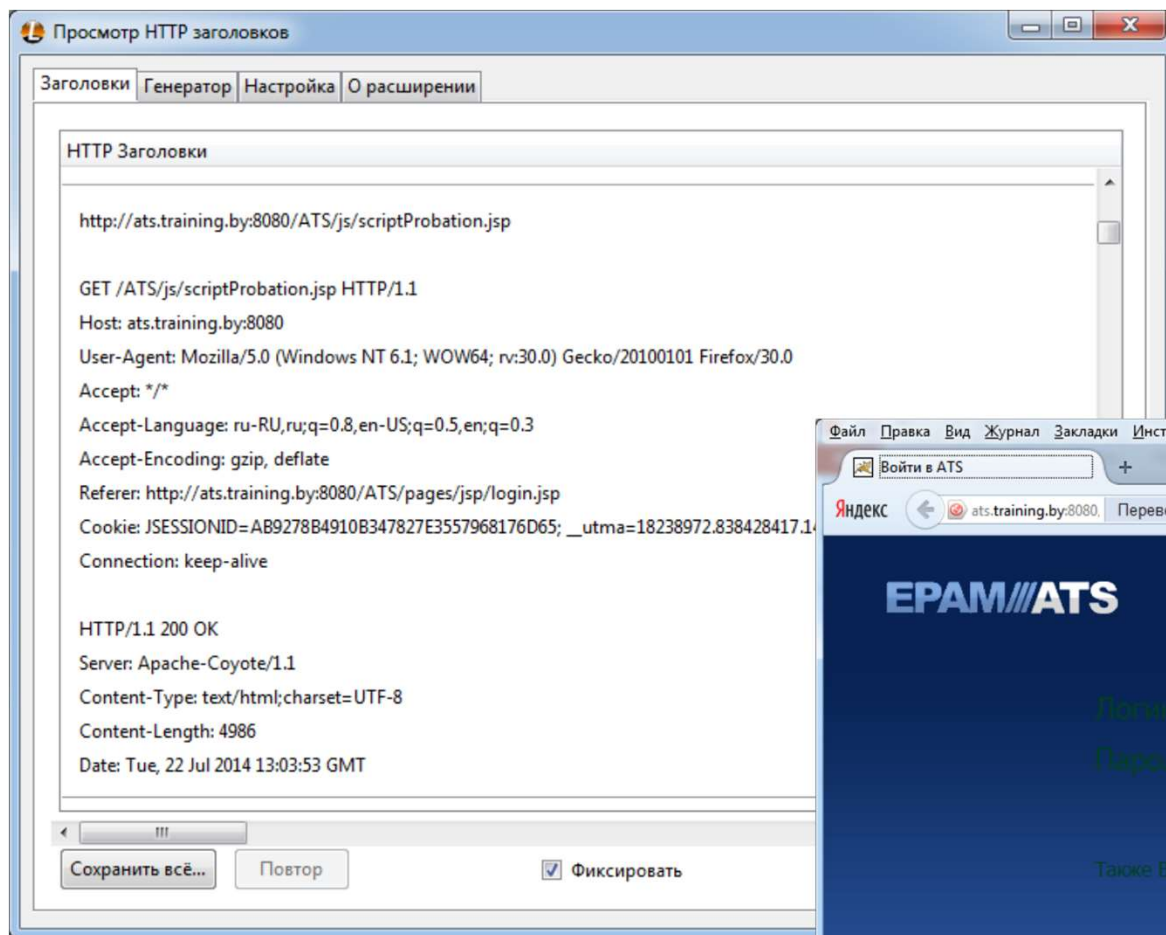 Просмотр HTTP заголовков
Заголовки Генератор Настройка О расширении
HTTP Заголовки
http://ats.training.by:8080/ATS/js/scriptProbation.jsp
GET /ATS/js/scriptProbation.jsp HTTP/1.1
Host: ats.training.by:8080
User-Agent: Mozilla/5.0 (Windows NT 6.1; WOW64; rv:30.0) Gecko/20100101 Firefox/30.0
Accept: */*
Accept-Language: ru-RU,ru;q=0.8,en-US;q=0.5,en;q=0.3
Accept-Encoding: gzip, deflate
Referer: http://ats.training.by:8080/ATS/pages/jsp/login.jsp
Cookie: JSESSIONID=AB9278B4910B347827E3557968176D65; __utma=18238972.838428417.14
Connection: keep-alive
HTTP/1.1 200 OK
Server: Apache-Coyote/1.1
Content-Type: text/html;charset=UTF-8
Content-Length: 4986
Date: Tue, 22 Jul 2014 13:03:53 GMT
Сохранить всё... Повтор Фиксировать
Файл Правка Вид Журнал Закладки Инст
Войти в ATS
Яндекс ats.training.by:8080, Перев
EPAM///ATS
Логи
Паро
Также В